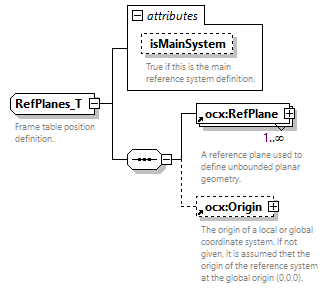 attributes
isMainSystem
True if this is the main
reference system definition.
RefPlanes_T
Frame table position
definition.
ocx:RefPlane
1..∞
A reference plane used to
define unbounded planar
geometry.
ocx:Origin
The origin of a local or global
coordinate system. If not
given, it is assumed thet the
origin of the reference system
at the global origin (0,0,0).